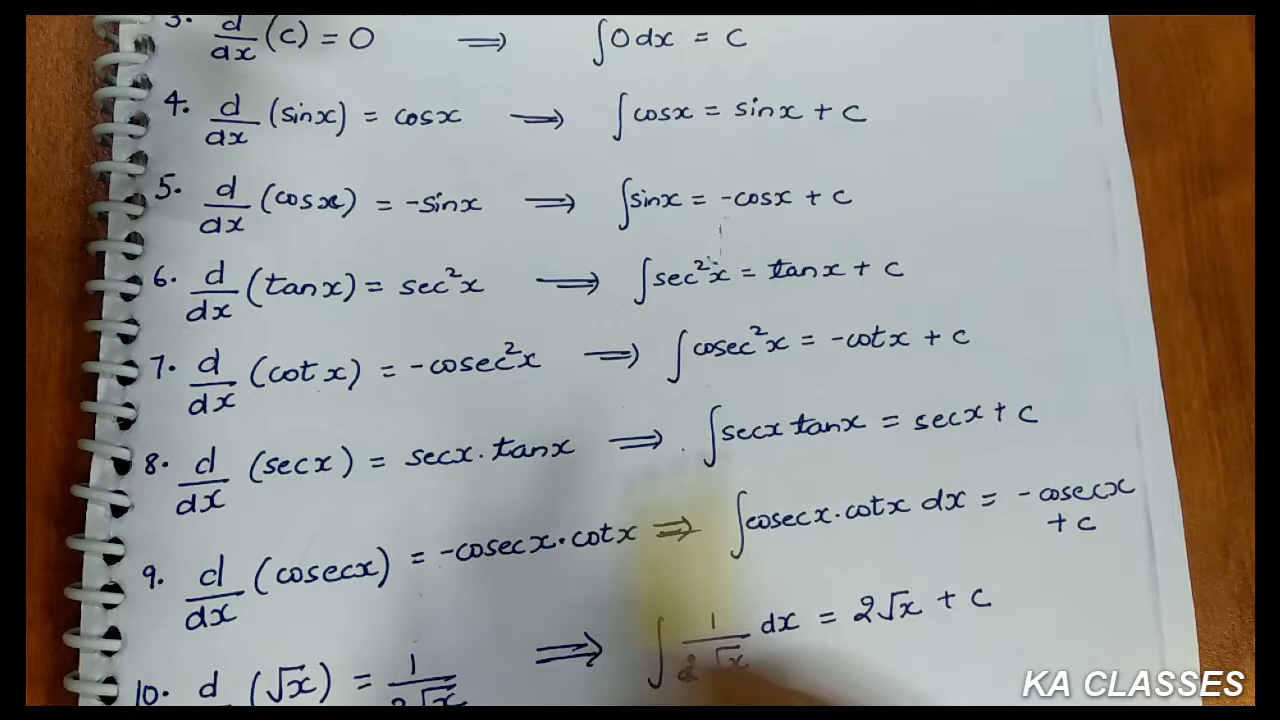 3. d/dx (c) = 0 ⟹ ∫0 dx = c
4. d/dx (sinx) = cosx ⟹ ∫cosx = sinx + c
5. d/dx (cosx) = -sinx ⟹ ∫sinx = -cosx + c
6. d/dx (tanx) = sec²x ⟹ ∫sec²x = tanx + c
7. d/dx (cotx) = -cosec²x ⟹ ∫cosec²x = -cotx + c
8. d/dx (secx) = secx.tanx ⟹ ∫secx tanx = secx + c
9. d/dx (cosecx) = -cosecx.cotx ⟹ ∫cosecx.cotx dx = -cosecx
+ c
10. d (√x) = 1/2√x ⟹ ∫ 1/2√x dx = 2√x + c
KA CLASSES